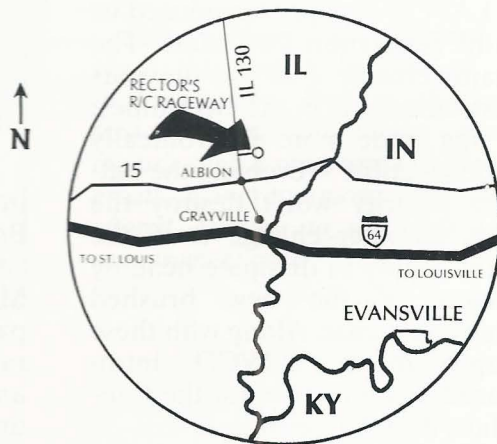 IL 130
IL
RECTOR'S
R/C RACEWAY
N
IN
15
ALBION
GRAYVILLE
64
TO ST. LOUIS
TO LOUISVILLE
EVANSVILLE
KY